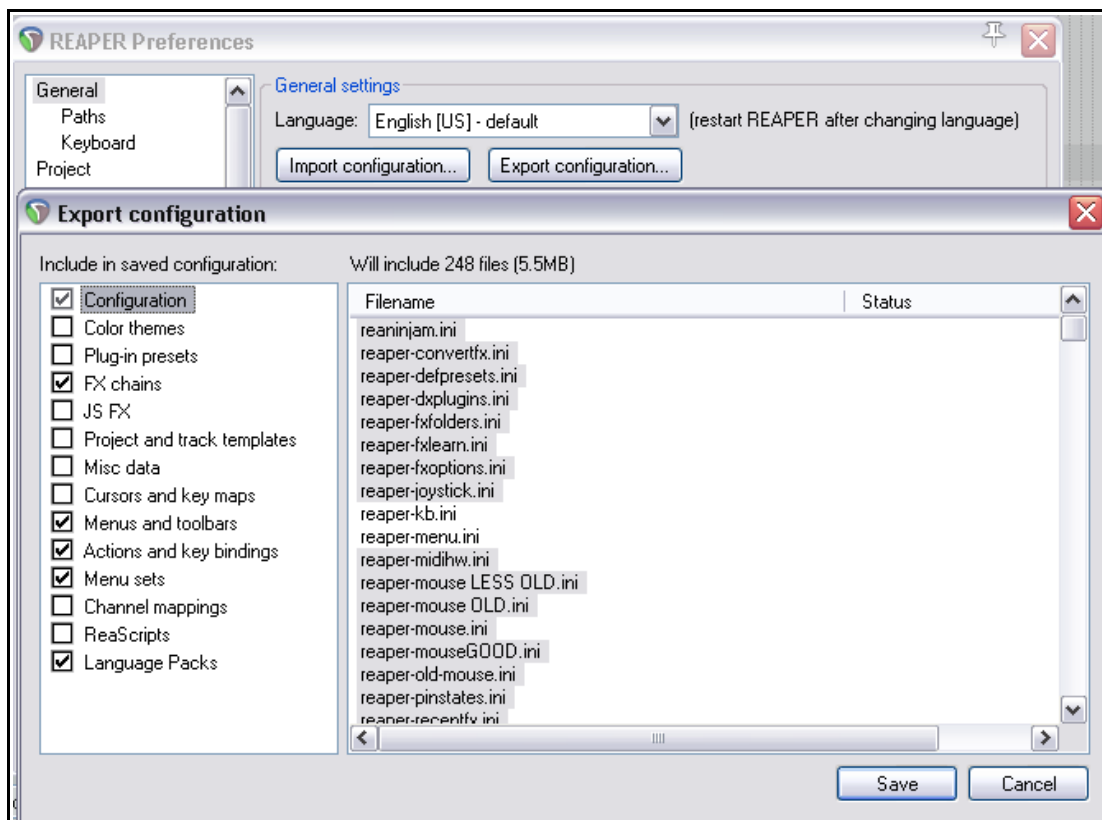 REAPER Preferences
General
Paths
Keyboard
Project
General settings
Language: English [US] - default (restart REAPER after changing language)
Import configuration... Export configuration...
Export configuration
Include in saved configuration:
Configuration
Color themes
Plug-in presets
FX chains
JS FX
Project and track templates
Misc data
Cursors and key maps
Menus and toolbars
Actions and key bindings
Menu sets
Channel mappings
ReaScripts
Language Packs
Will include 248 files (5.5MB)
Filename Status
reaninjam.ini
reaper-convertfx.ini
reaper-defpresets.ini
reaper-dxplugins.ini
reaper-fxfolders.ini
reaper-fxlearn.ini
reaper-fxoptions.ini
reaper-joystick.ini
reaper-kb.ini
reaper-menu.ini
reaper-midihw.ini
reaper-mouse LESS OLD.ini
reaper-mouse OLD.ini
reaper-mouse.ini
reaper-mouseGOOD.ini
reaper-old-mouse.ini
reaper-pinstates.ini
reaper-recentfx.ini
Save Cancel